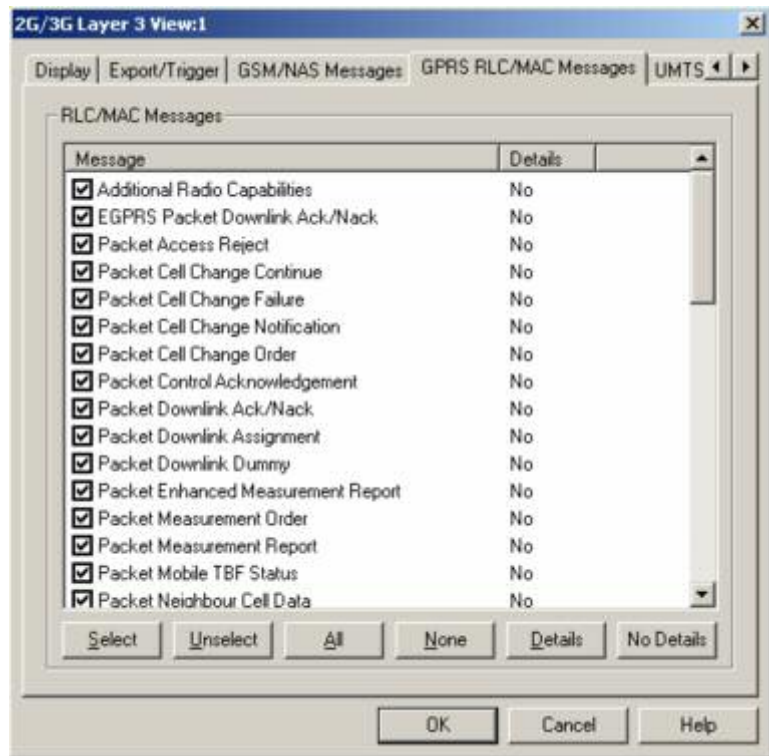 2G/3G Layer 3 View:1
Display Export/Trigger GSM/NAS Messages GPRS RLC/MAC Messages UMTS
RLC/MAC Messages
Message Details
Additional Radio Capabilities No
EGPRS Packet Downlink Ack/Nack No
Packet Access Reject No
Packet Cell Change Continue No
Packet Cell Change Failure No
Packet Cell Change Notification No
Packet Cell Change Order No
Packet Control Acknowledgement No
Packet Downlink Ack/Nack No
Packet Downlink Assignment No
Packet Downlink Dummy No
Packet Enhanced Measurement Report No
Packet Measurement Order No
Packet Measurement Report No
Packet Mobile TBF Status No
Packet Neighbour Cell Data No
Select Unselect All None Details No Details
OK Cancel Help